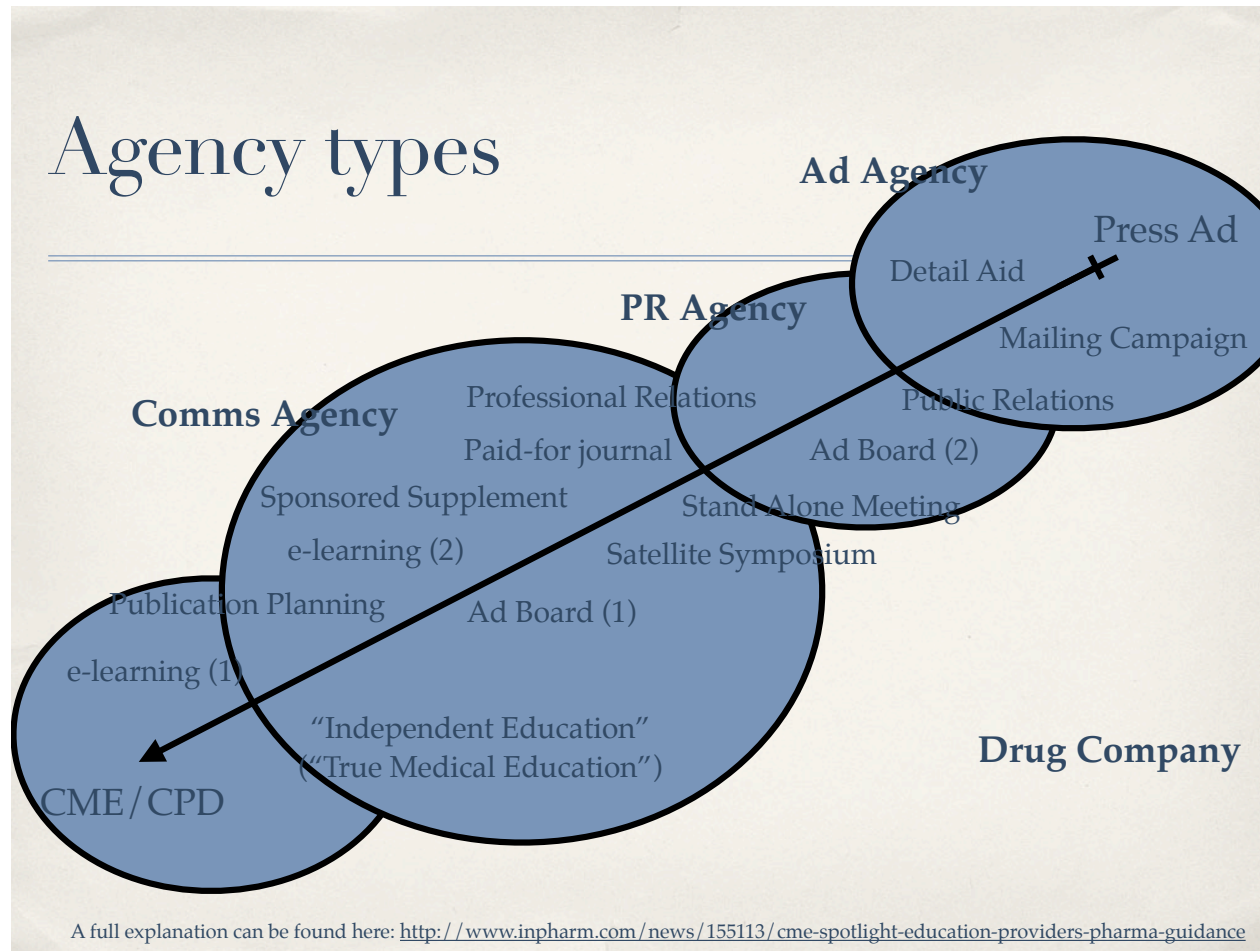 Agency types
Ad Agency
Press Ad
Detail Aid
PR Agency
Mailing Campaign
Professional Relations
Public Relations
Comms Agency
Paid-for journal
Ad Board (2)
Sponsored Supplement
Stand Alone Meeting
e-learning (2)
Satellite Symposium
Publication Planning
Ad Board (1)
e-learning (1)
“Independent Education”
(“True Medical Education”)
Drug Company
CME/CPD
A full explanation can be found here: http://www.inpharm.com/news/155113/cme-spotlight-education-providers-pharma-guidance